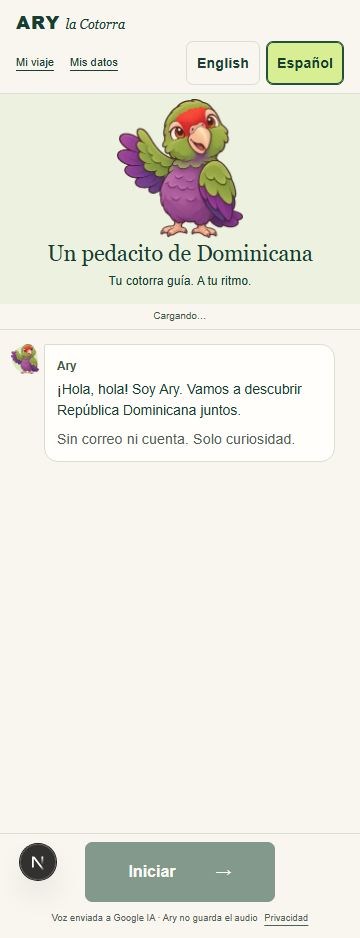 ARY la Cotorra
Mi viaje Mis datos English Español
Un pedacito de Dominicana
Tu cotorra guía. A tu ritmo.
Cargando…
Ary
¡Hola, hola! Soy Ary. Vamos a descubrir
República Dominicana juntos.
Sin correo ni cuenta. Solo curiosidad.
N
Iniciar →
Voz enviada a Google IA · Ary no guarda el audio Privacidad